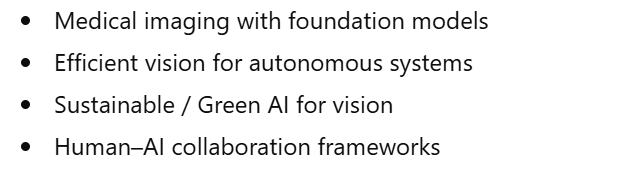 • Medical imaging with foundation models
• Efficient vision for autonomous systems
• Sustainable / Green AI for vision
• Human–AI collaboration frameworks